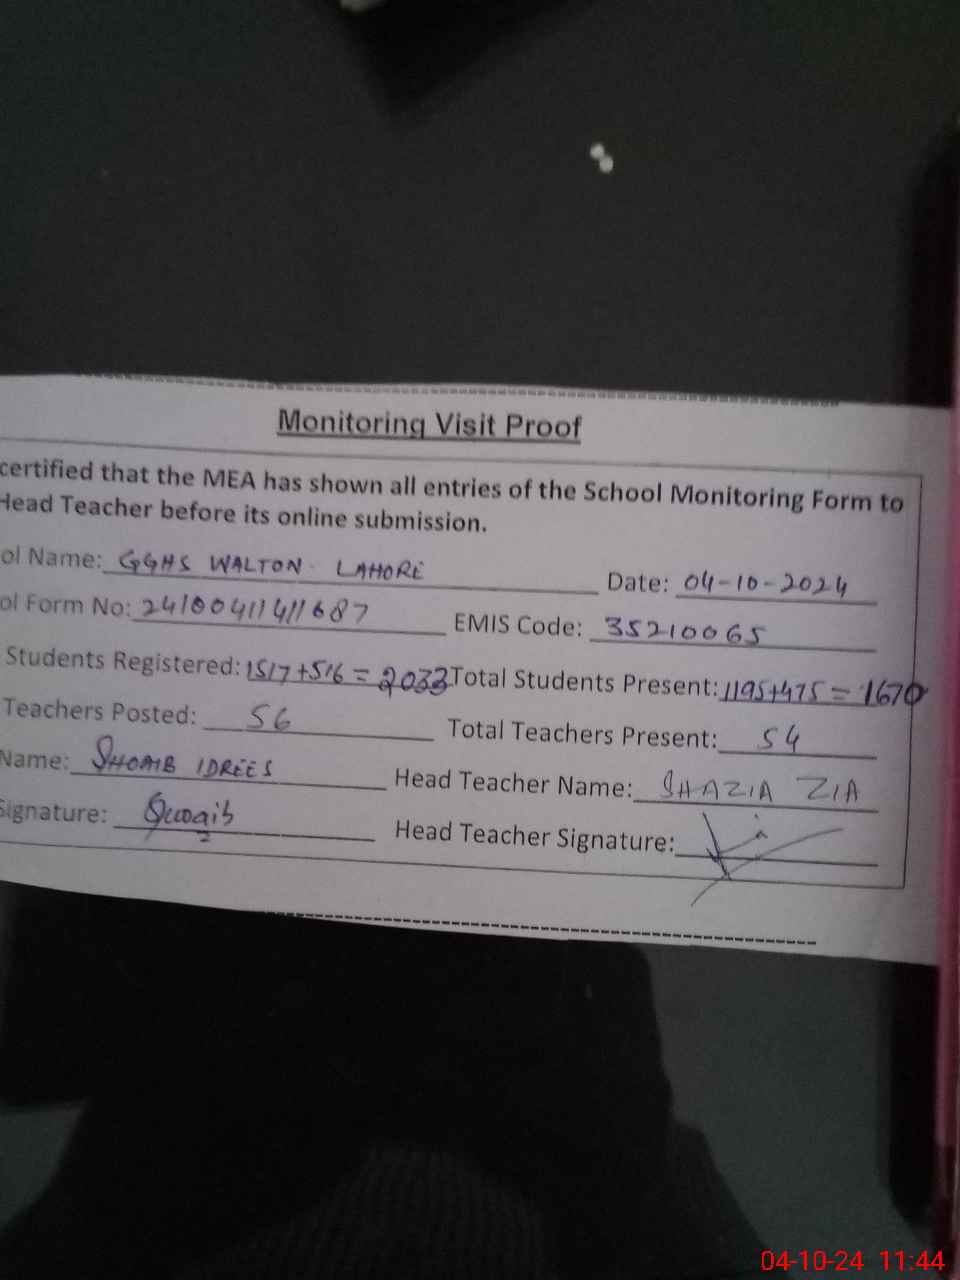 Monitoring Visit Proof
certified that the MEA has shown all entries of the School Monitoring Form to
Head Teacher before its online submission.
ol Name: GGHS WALTON. LAHORE Date: 04-10-2024
ol Form No: 24100411411687 EMIS Code: 35210065
Students Registered: 1517+516 = 2033 Total Students Present: 1195+475 = 1670
Teachers Posted: 56 Total Teachers Present: 54
Name: SHOAIB IDREES Head Teacher Name: SHAZIA ZIA
Signature: Shoaib Head Teacher Signature:
04-10-24 11:44